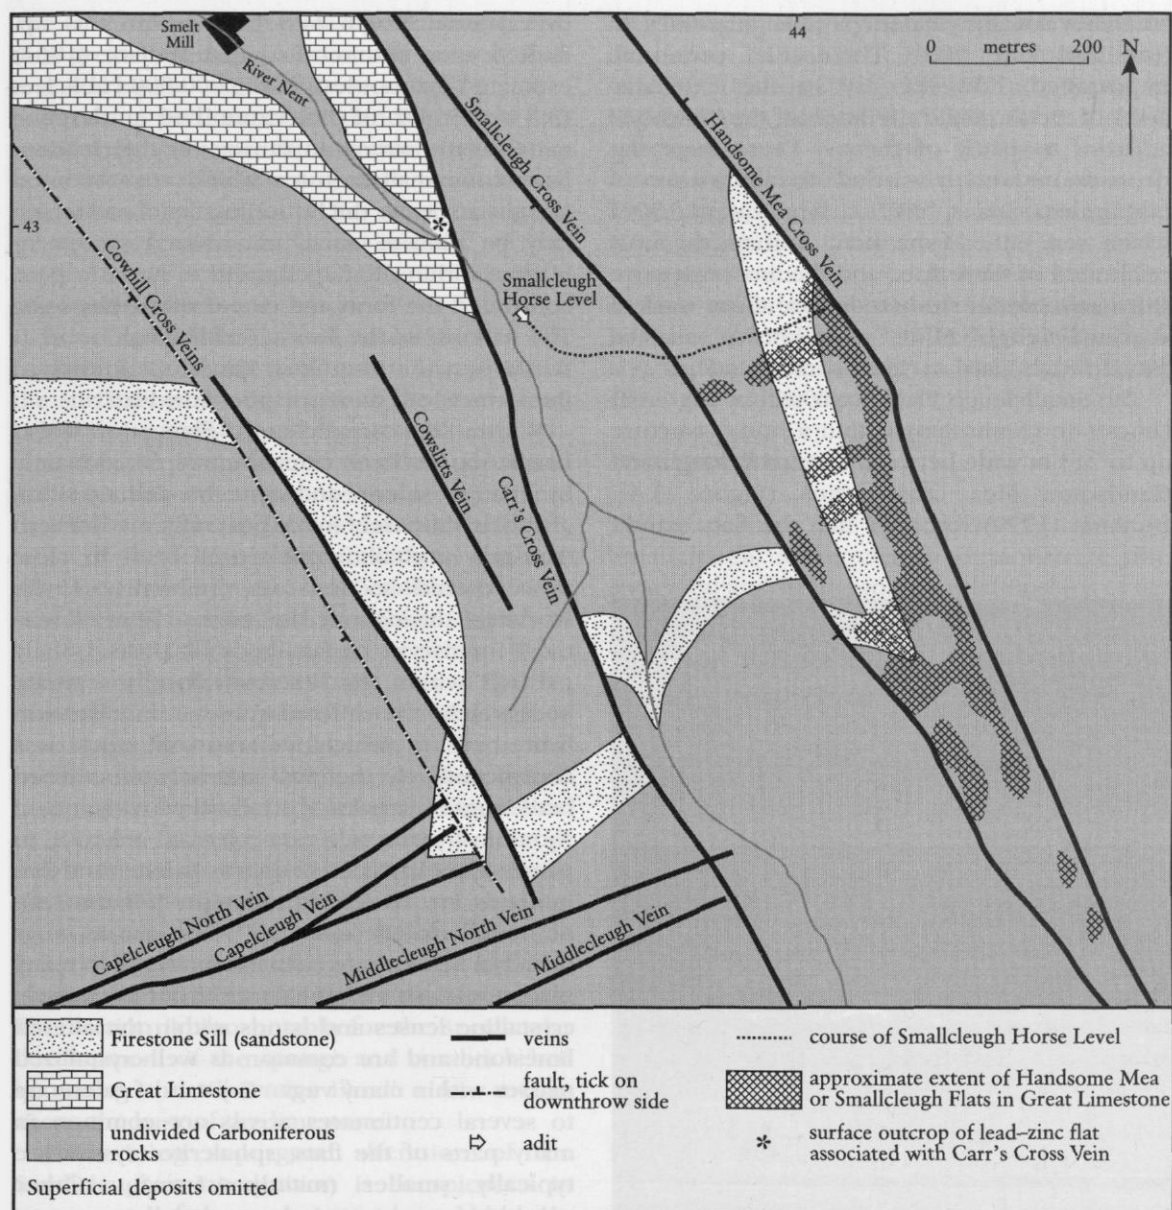 Smelt
Mill
River Nent
44
0 metres 200
N
Smallcleugh Cross Vein
Handsome Mea
Cross Vein
43
Cowhill Cross Veins
Smallcleugh
Horse Level
Cowslitts Vein
Carr's Cross Vein
Capelcleugh North Vein
Capelcleugh Vein
Middlecleugh North Vein
Middlecleugh Vein
Firestone Sill (sandstone)
Great Limestone
undivided Carboniferous
rocks
Superficial deposits omitted
veins
fault, tick on
downthrow side
adit
course of Smallcleugh Horse Level
approximate extent of Handsome Mea
or Smallcleugh Flats in Great Limestone
* surface outcrop of lead–zinc flat
associated with Carr's Cross Vein